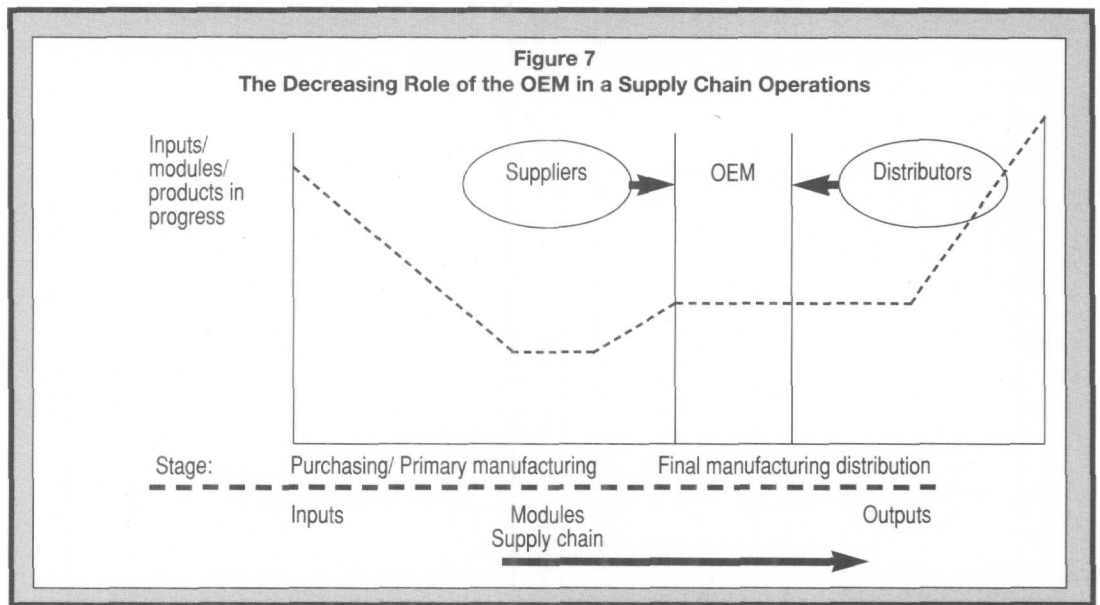 Figure 7
The Decreasing Role of the OEM in a Supply Chain Operations
Inputs/
modules/
products in
progress
Suppliers
OEM
Distributors
Stage: Purchasing/ Primary manufacturing Final manufacturing distribution
Inputs Modules Outputs
Supply chain